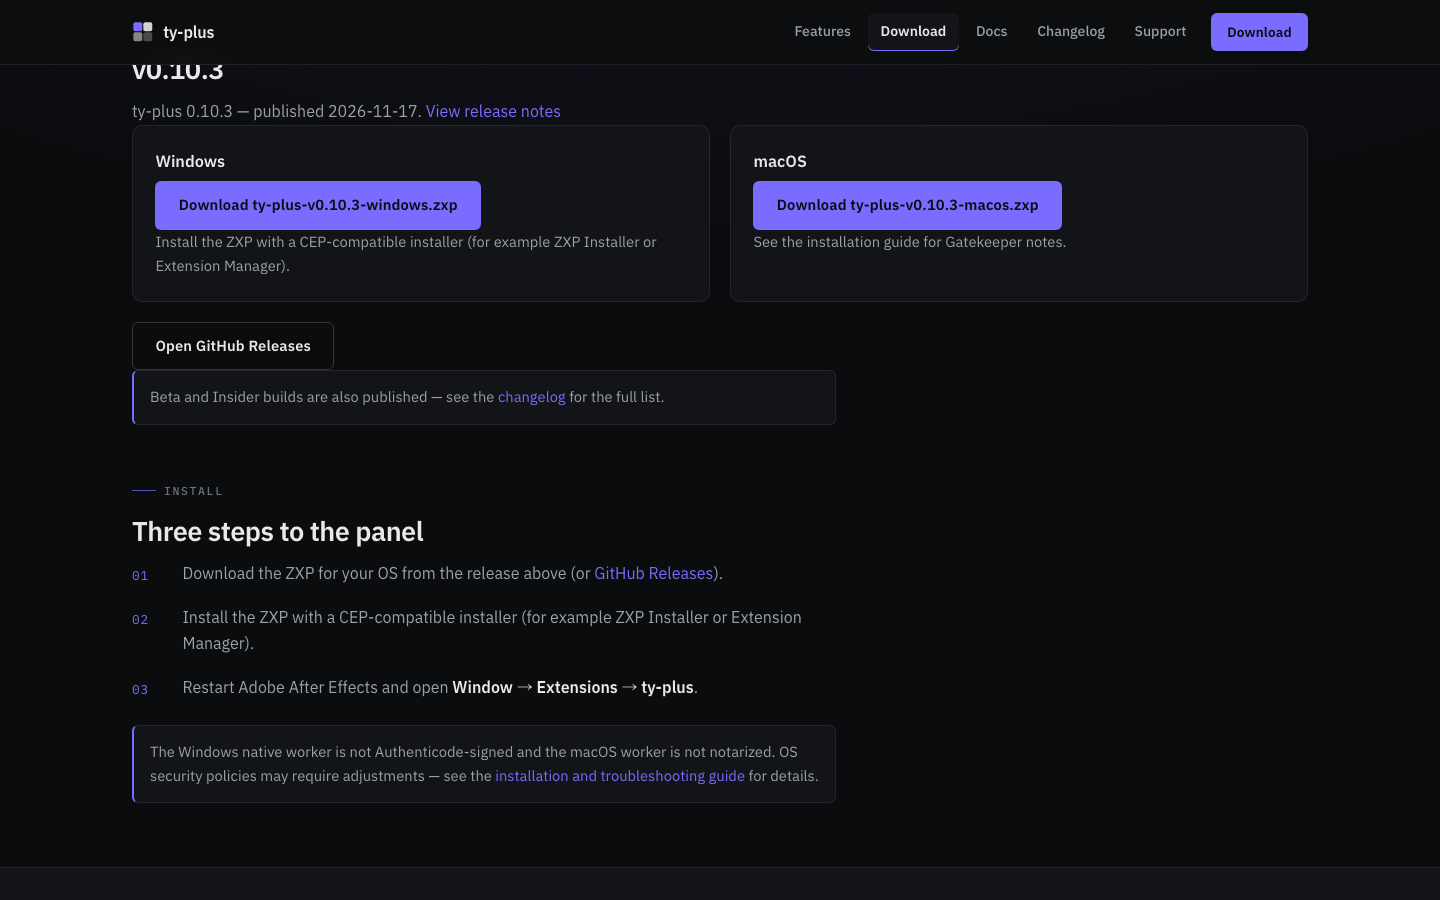 ty-plus
Features
Download
Docs
Changelog
Support
Download
v0.10.3
ty-plus 0.10.3 — published 2026-11-17. View release notes
Windows
Download ty-plus-v0.10.3-windows.zxp
Install the ZXP with a CEP-compatible installer (for example ZXP Installer or
Extension Manager).
macOS
Download ty-plus-v0.10.3-macos.zxp
See the installation guide for Gatekeeper notes.
Open GitHub Releases
Beta and Insider builds are also published — see the changelog for the full list.
INSTALL
Three steps to the panel
01 Download the ZXP for your OS from the release above (or GitHub Releases).
02 Install the ZXP with a CEP-compatible installer (for example ZXP Installer or Extension
Manager).
03 Restart Adobe After Effects and open Window → Extensions → ty-plus.
The Windows native worker is not Authenticode-signed and the macOS worker is not notarized. OS
security policies may require adjustments — see the installation and troubleshooting guide for details.